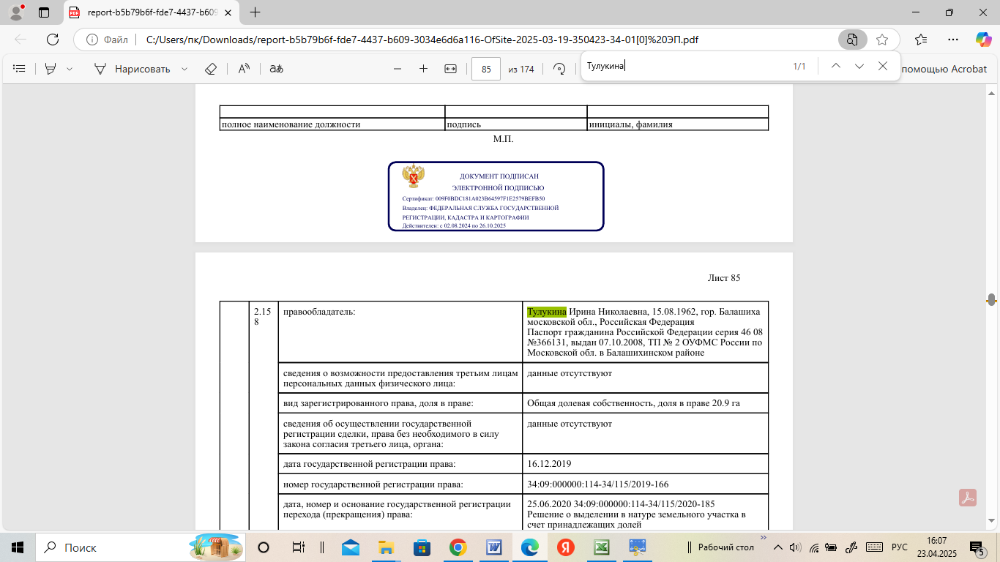 report-b5b79b6f-fde7-4437-b609
Файл
C:/Users/пк/Downloads/report-b5b79b6f-fde7-4437-b609-3034e6d6a116-OfSite-2025-03-19-350423-34-01[0]%20ЭП.pdf
Нарисовать
аあ
85
из 174
Тулукина
1/1
помощью Acrobat
полное наименование должности
подпись
инициалы, фамилия
М.П.
ДОКУМЕНТ ПОДПИСАН
ЭЛЕКТРОННОЙ ПОДПИСЬЮ
Сертификат: 009F0BDC181A023B64597F1E2579BEFB50
Владелец: ФЕДЕРАЛЬНАЯ СЛУЖБА ГОСУДАРСТВЕННОЙ
РЕГИСТРАЦИИ, КАДАСТРА И КАРТОГРАФИИ
Действителен: с 02.08.2024 по 26.10.2025
Лист 85
2.15
8
правообладатель:
Тулукина Ирина Николаевна, 15.08.1962, гор. Балашиха
московской обл., Российская Федерация
Паспорт гражданина Российской Федерации серия 46 08
№366131, выдан 07.10.2008, ТП № 2 ОУФМС России по
Московской обл. в Балашихинском районе
сведения о возможности предоставления третьим лицам
персональных данных физического лица:
данные отсутствуют
вид зарегистрированного права, доля в праве:
Общая долевая собственность, доля в праве 20.9 га
сведения об осуществлении государственной
регистрации сделки, права без необходимого в силу
закона согласия третьего лица, органа:
данные отсутствуют
дата государственной регистрации права:
16.12.2019
номер государственной регистрации права:
34:09:000000:114-34/115/2019-166
дата, номер и основание государственной регистрации
перехода (прекращения) права:
25.06.2020 34:09:000000:114-34/115/2020-185
Решение о выделении в натуре земельного участка в
счет принадлежащих долей
Поиск
Рабочий стол
РУС
16:07
23.04.2025
5